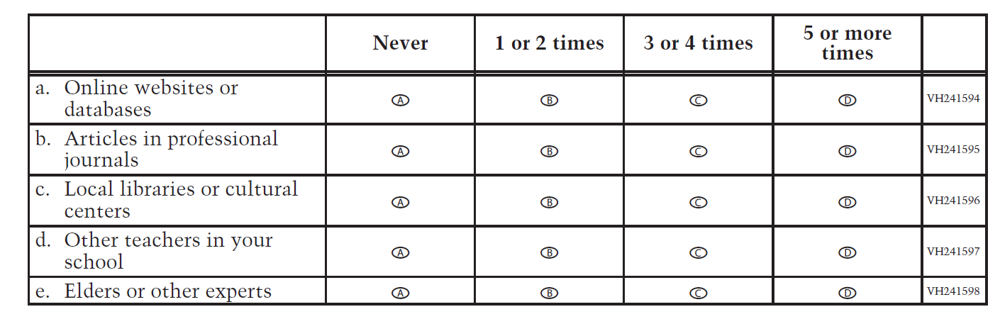 Never 1 or 2 times 3 or 4 times 5 or more
times
a. Online websites or
databases
A B C D VH241594
b. Articles in professional
journals
A B C D VH241595
c. Local libraries or cultural
centers
A B C D VH241596
d. Other teachers in your
school
A B C D VH241597
e. Elders or other experts A B C D VH241598